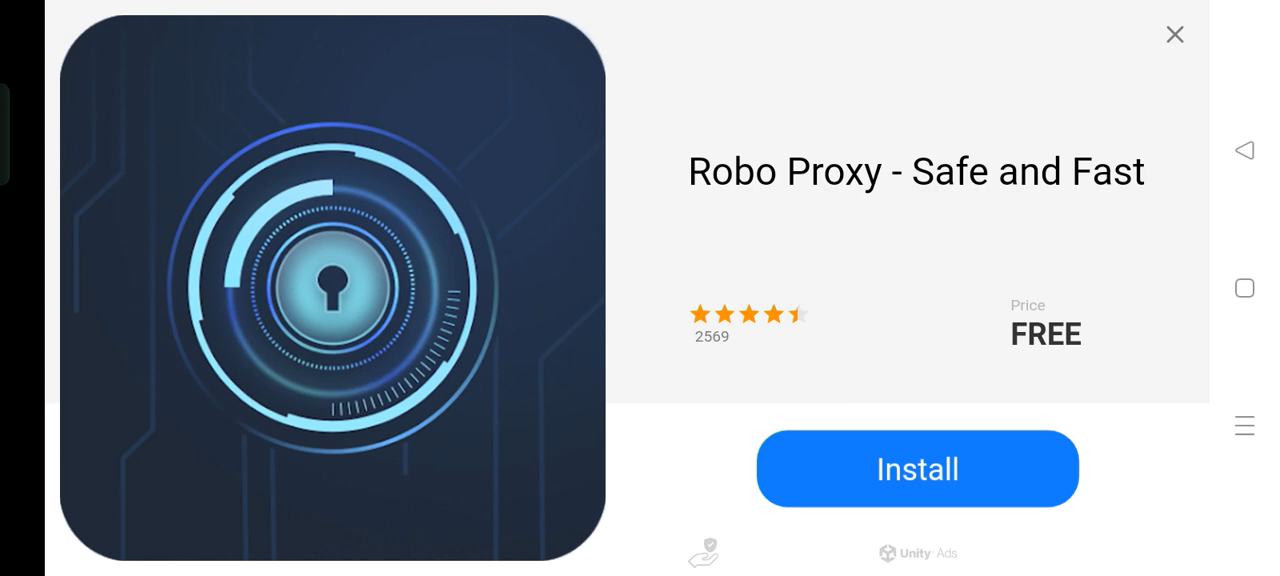 Robo Proxy - Safe and Fast
2569
Price
FREE
Install
Unity Ads